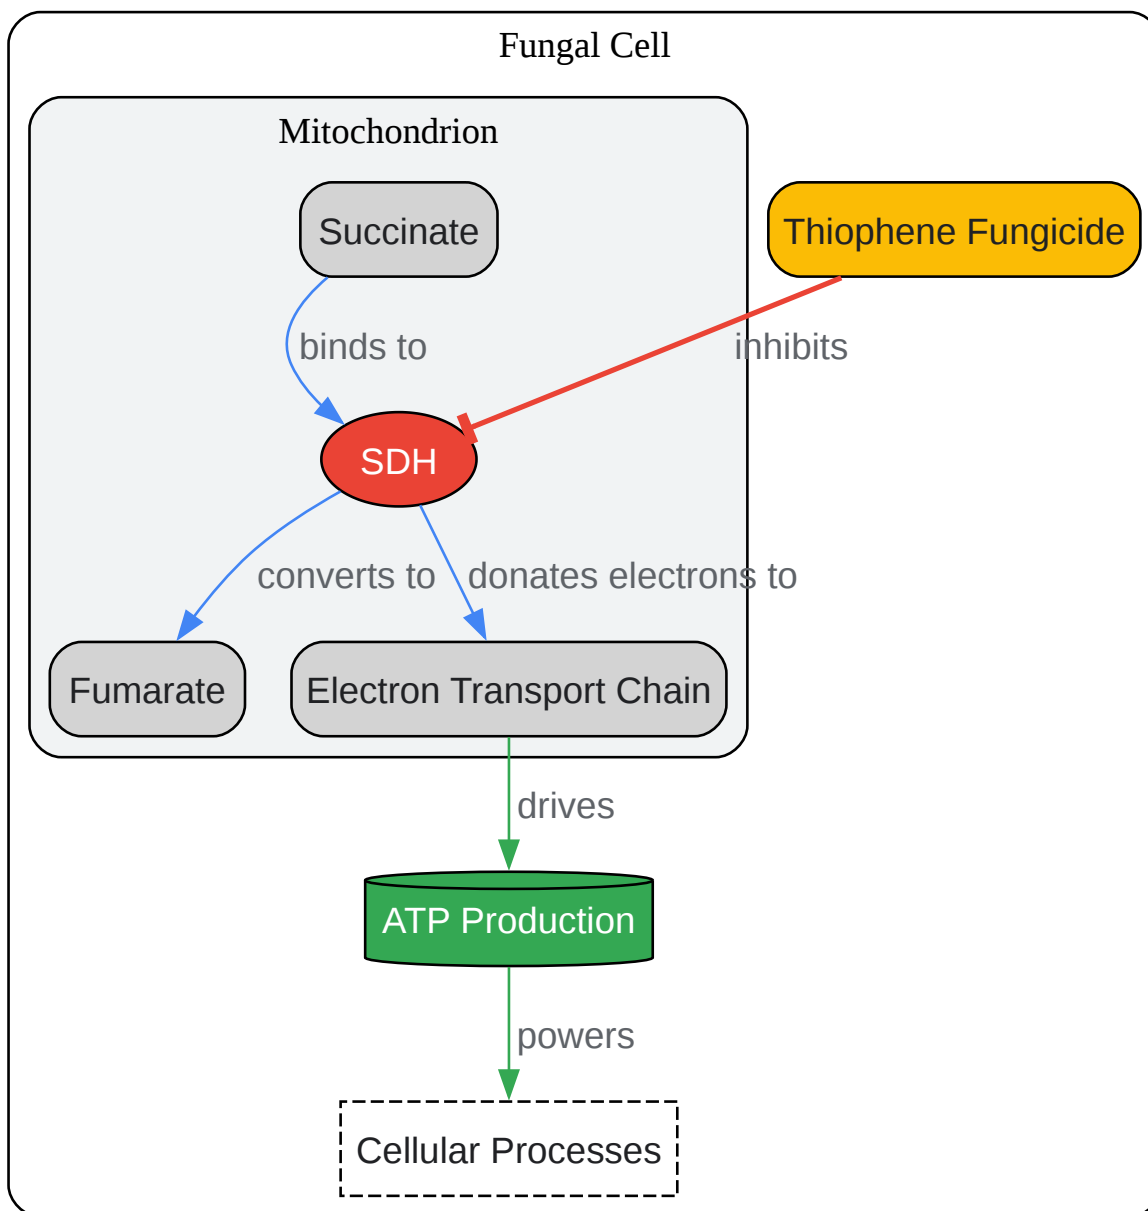 Fungal Cell
Mitochondrion
Succinate
Thiophene Fungicide
binds to
inhibits
SDH
converts to
donates electrons to
Fumarate
Electron Transport Chain
drives
ATP Production
powers
Cellular Processes